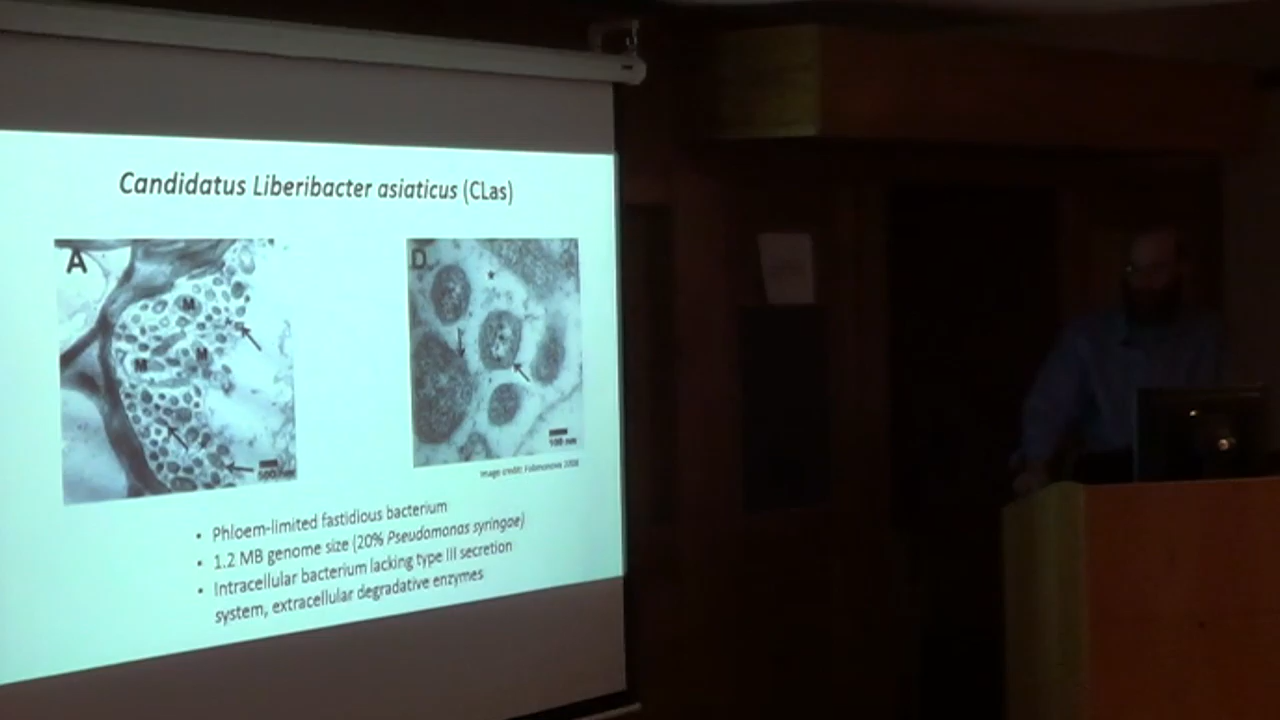 Candidatus Liberibacter asiaticus (CLas)
A
M
M
M
500 nm
D
100 nm
Image credit: Folimonova 2008
• Phloem-limited fastidious bacterium
• 1.2 MB genome size (20% Pseudomonas syringae)
• Intracellular bacterium lacking type III secretion
system, extracellular degradative enzymes